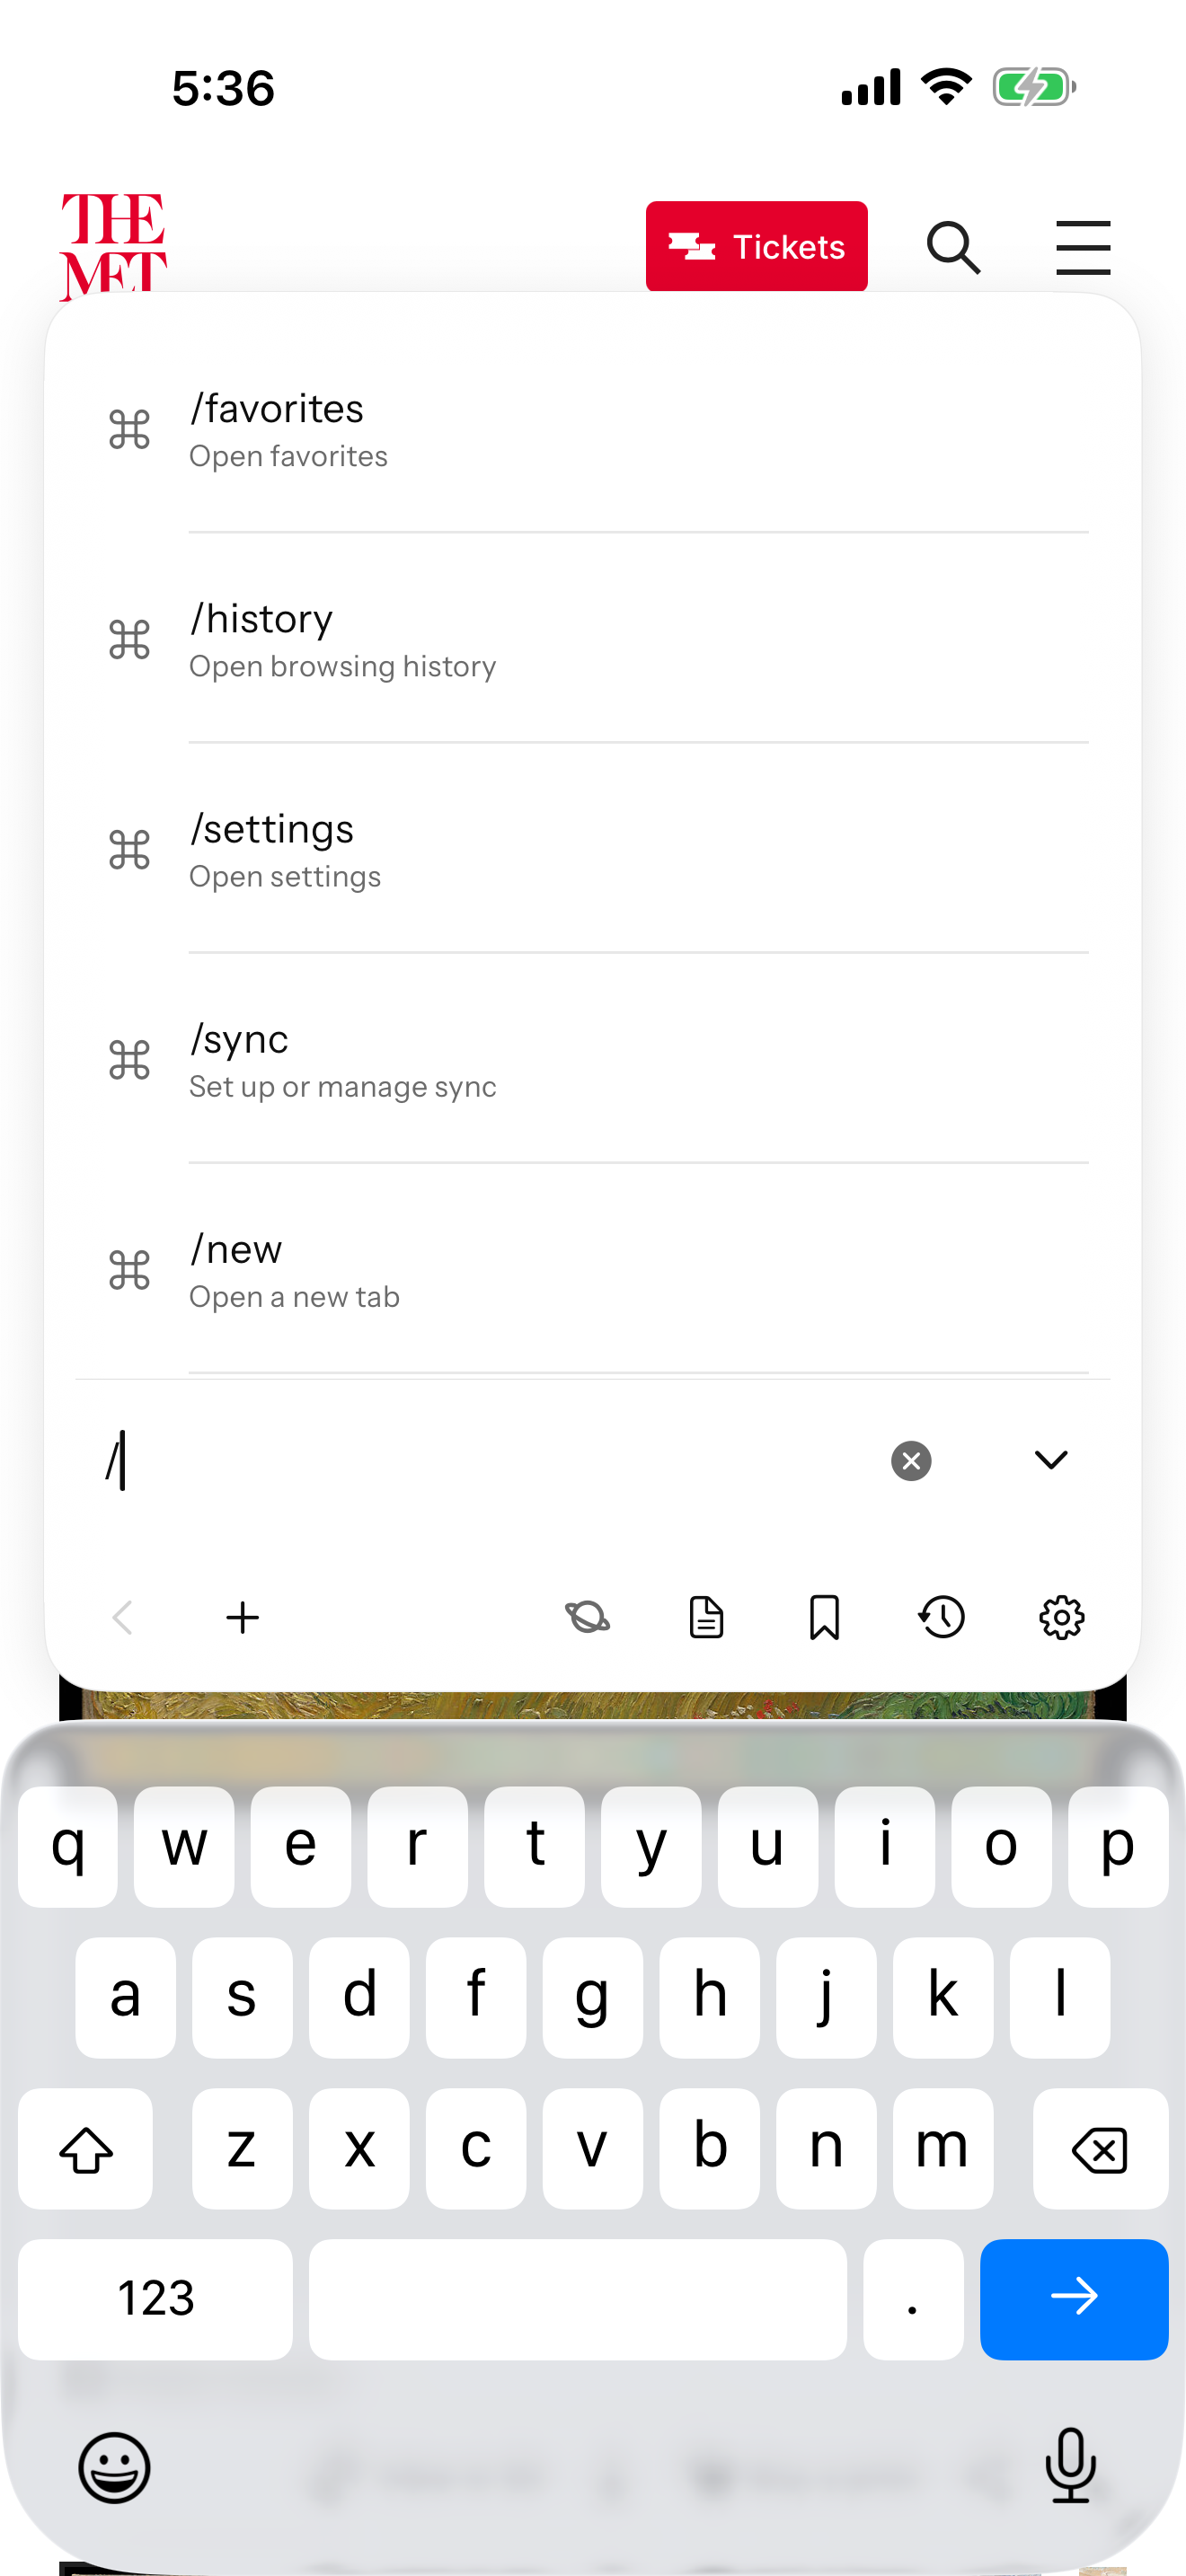 5:36
THE
MET
Tickets
/favorites
Open favorites
/history
Open browsing history
/settings
Open settings
/sync
Set up or manage sync
/new
Open a new tab
/
q w e r t y u i o p
a s d f g h j k l
z x c v b n m
123 .